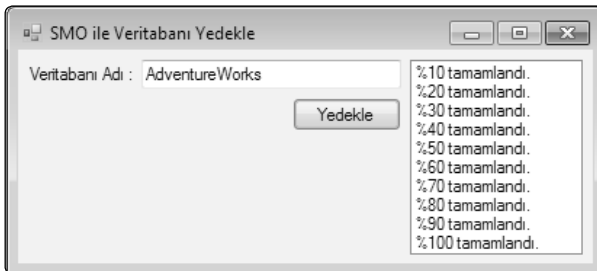 SMO ile Veritabanı Yedekle
Veritabanı Adı : AdventureWorks
Yedekle
%10 tamamlandı.
%20 tamamlandı.
%30 tamamlandı.
%40 tamamlandı.
%50 tamamlandı.
%60 tamamlandı.
%70 tamamlandı.
%80 tamamlandı.
%90 tamamlandı.
%100 tamamlandı.